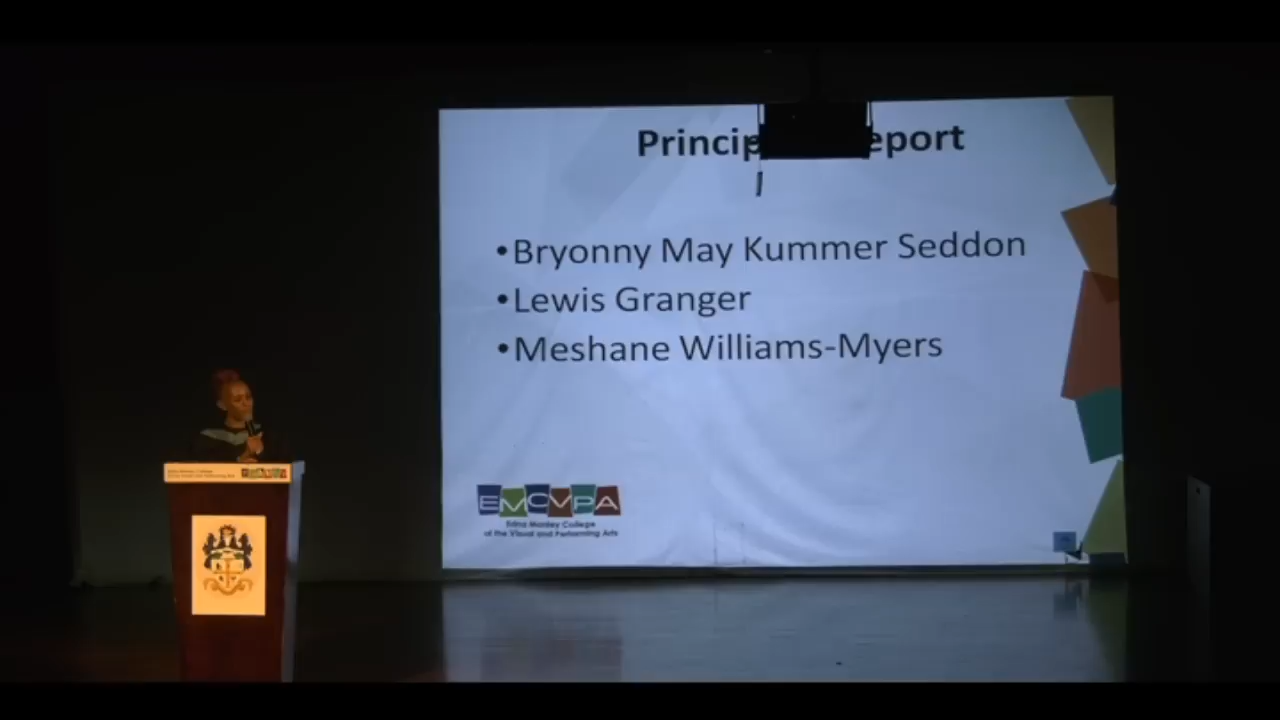 Princip eport
•Bryonny May Kummer Seddon
•Lewis Granger
•Meshane Williams-Myers
EMCVPA
Edna Manley College
of the Visual and Performing Arts